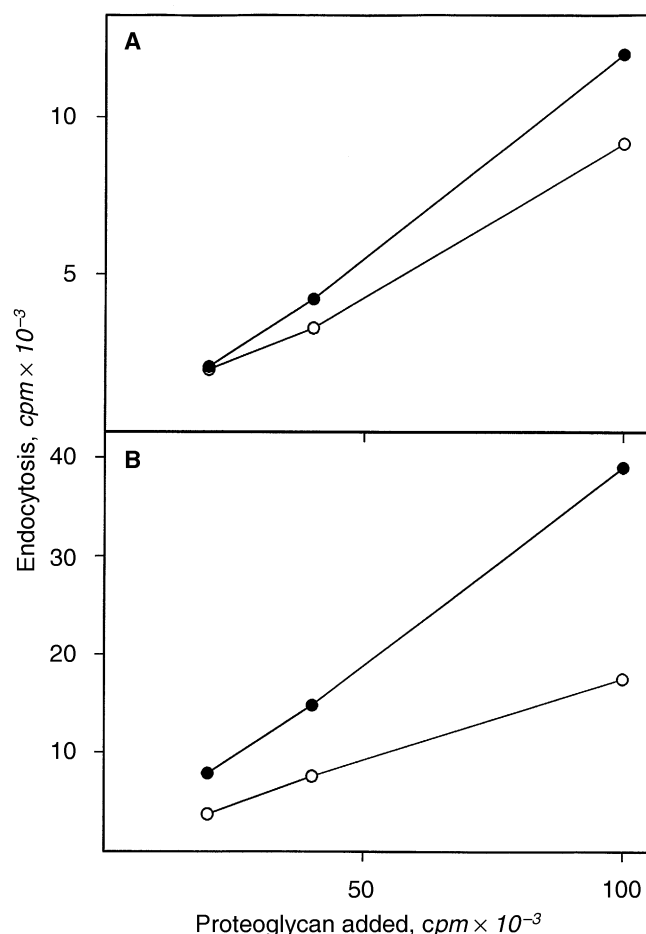 A
10
5
Endocytosis, cpm × 10⁻³
B
40
30
20
10
50 100
Proteoglycan added, cpm × 10⁻³